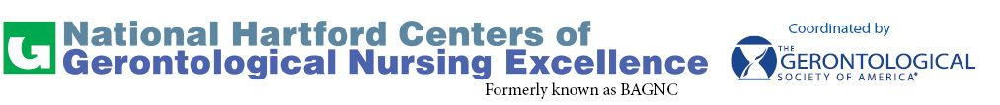 National Hartford Centers of
Gerontological Nursing Excellence
Formerly known as BAGNC
Coordinated by
THE
GERONTOLOGICAL
SOCIETY OF AMERICA®